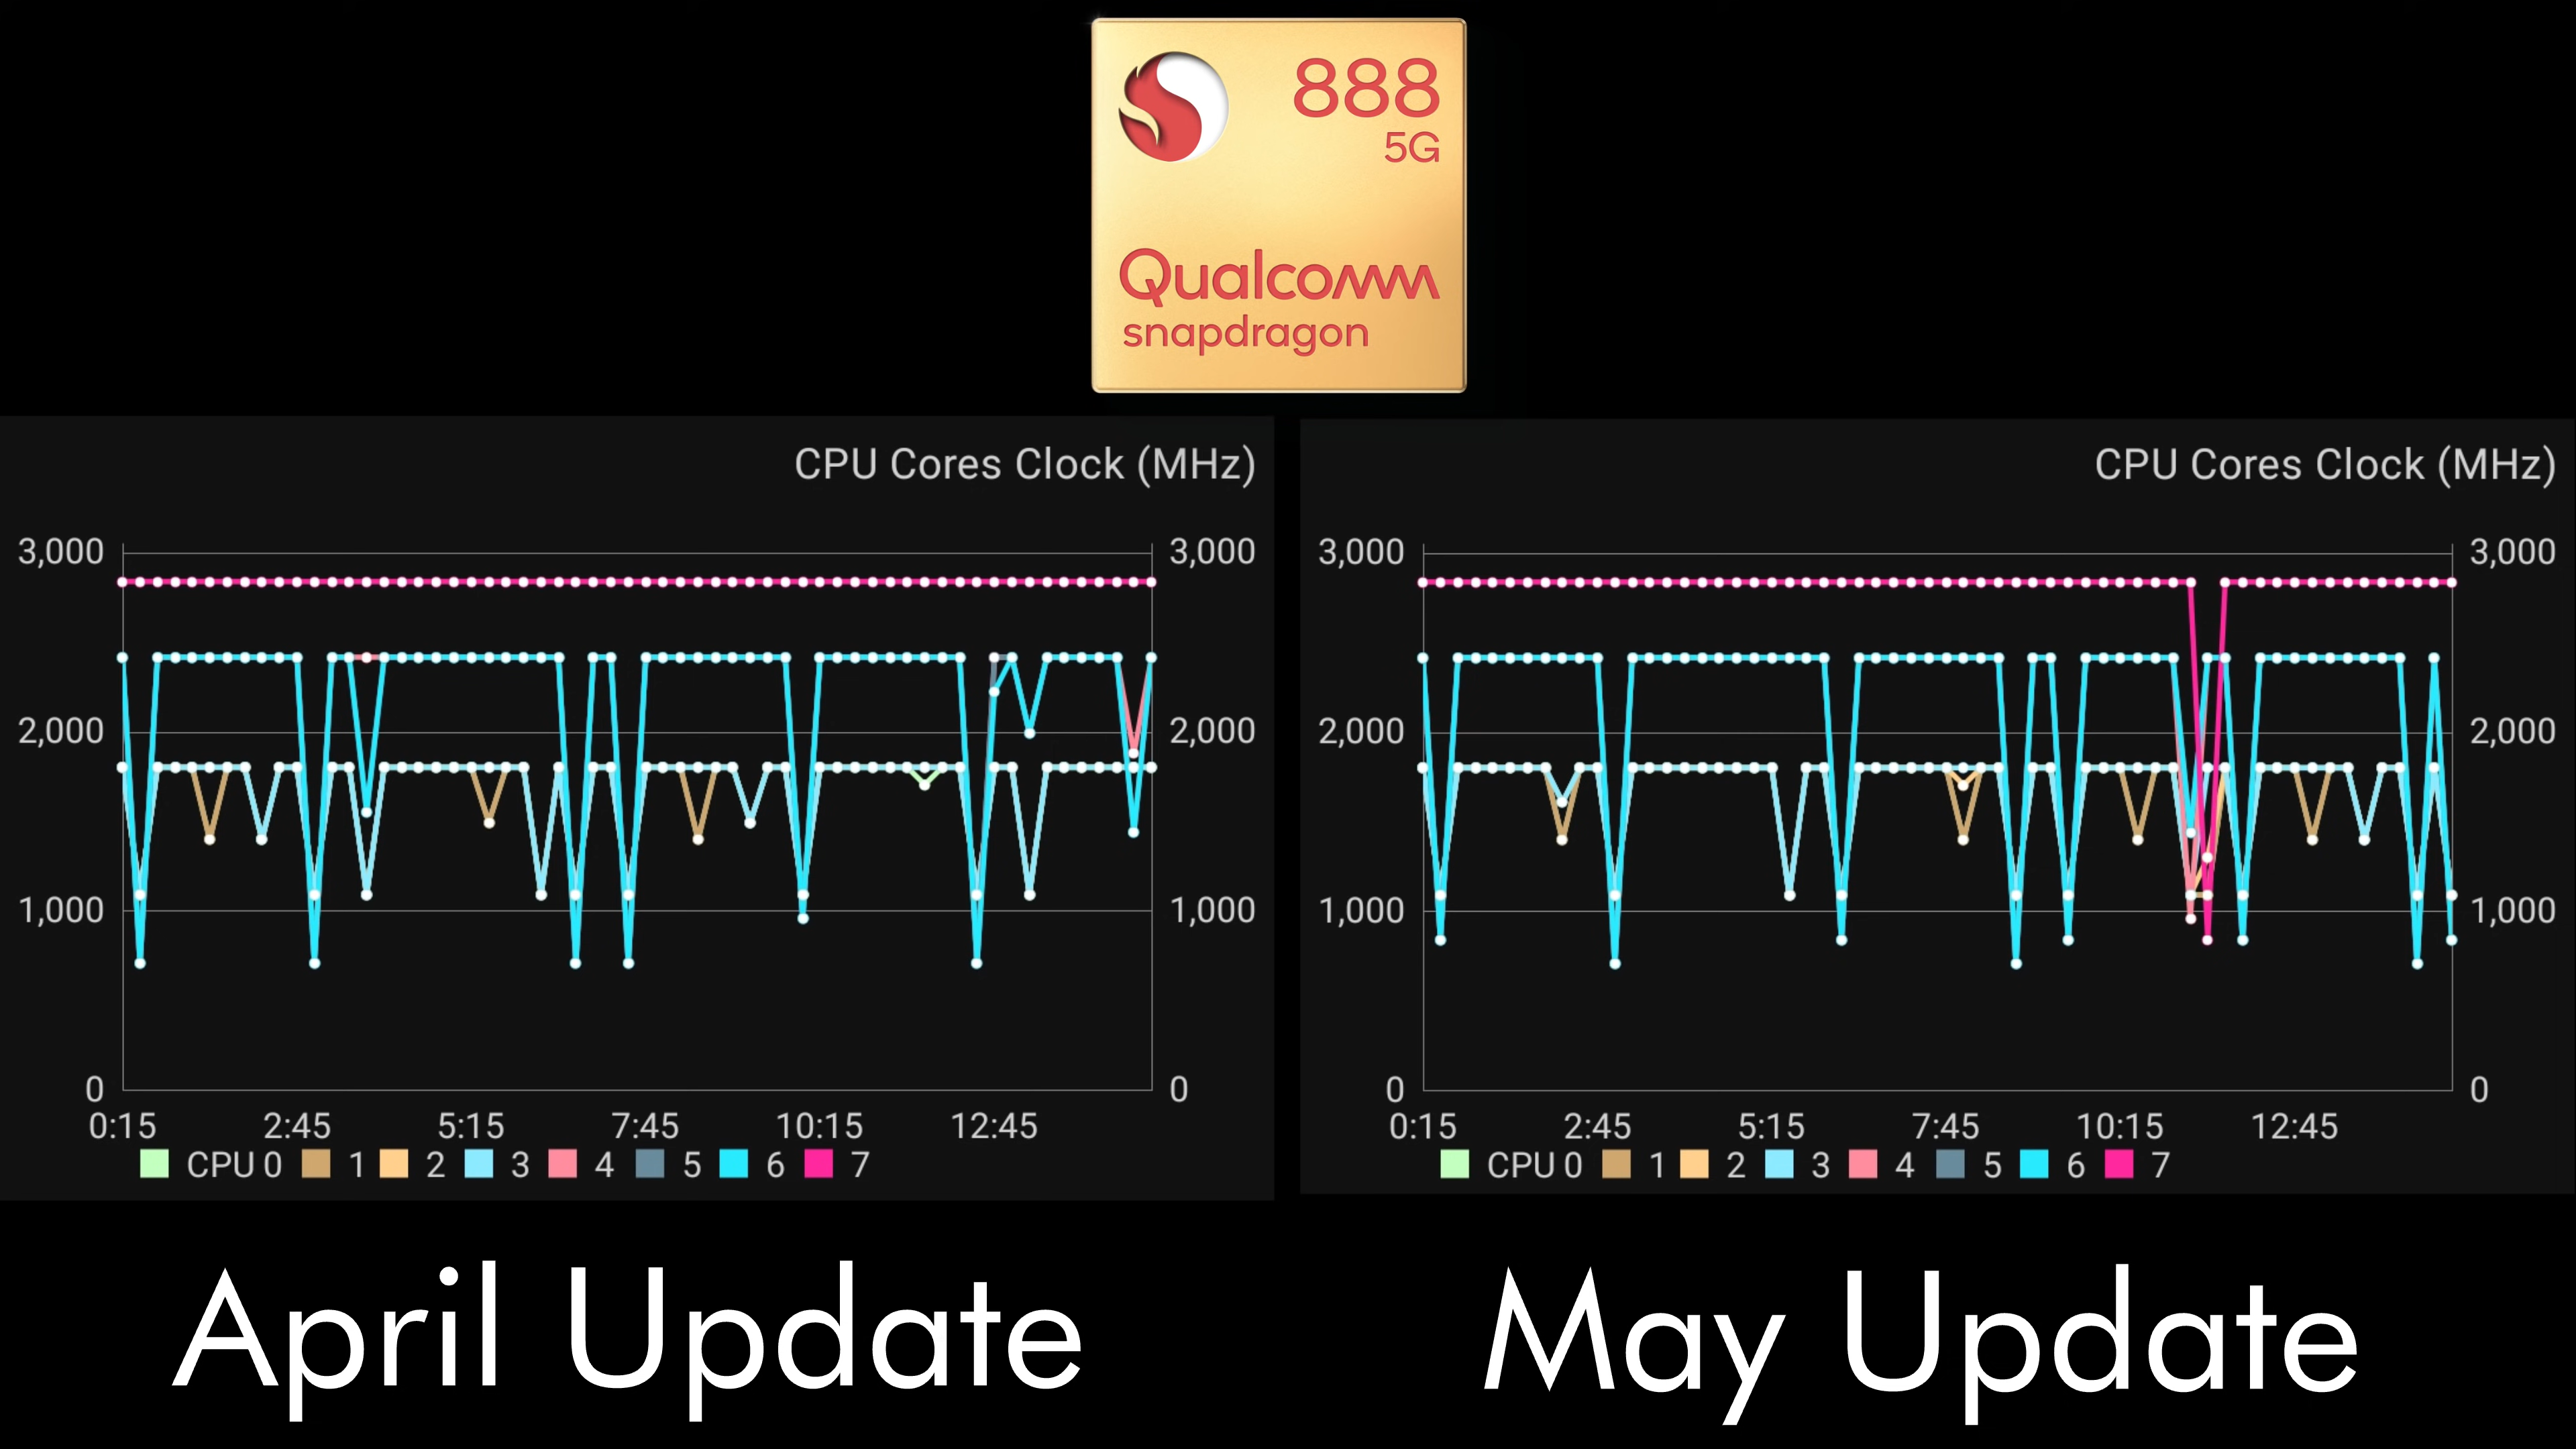 888
5G
Qualcomm
snapdragon
CPU Cores Clock (MHz)
3,000 3,000
2,000 2,000
1,000 1,000
0 0
0:15 2:45 5:15 7:45 10:15 12:45
CPU 0 1 2 3 4 5 6 7
CPU Cores Clock (MHz)
3,000 3,000
2,000 2,000
1,000 1,000
0 0
0:15 2:45 5:15 7:45 10:15 12:45
CPU 0 1 2 3 4 5 6 7
April Update
May Update